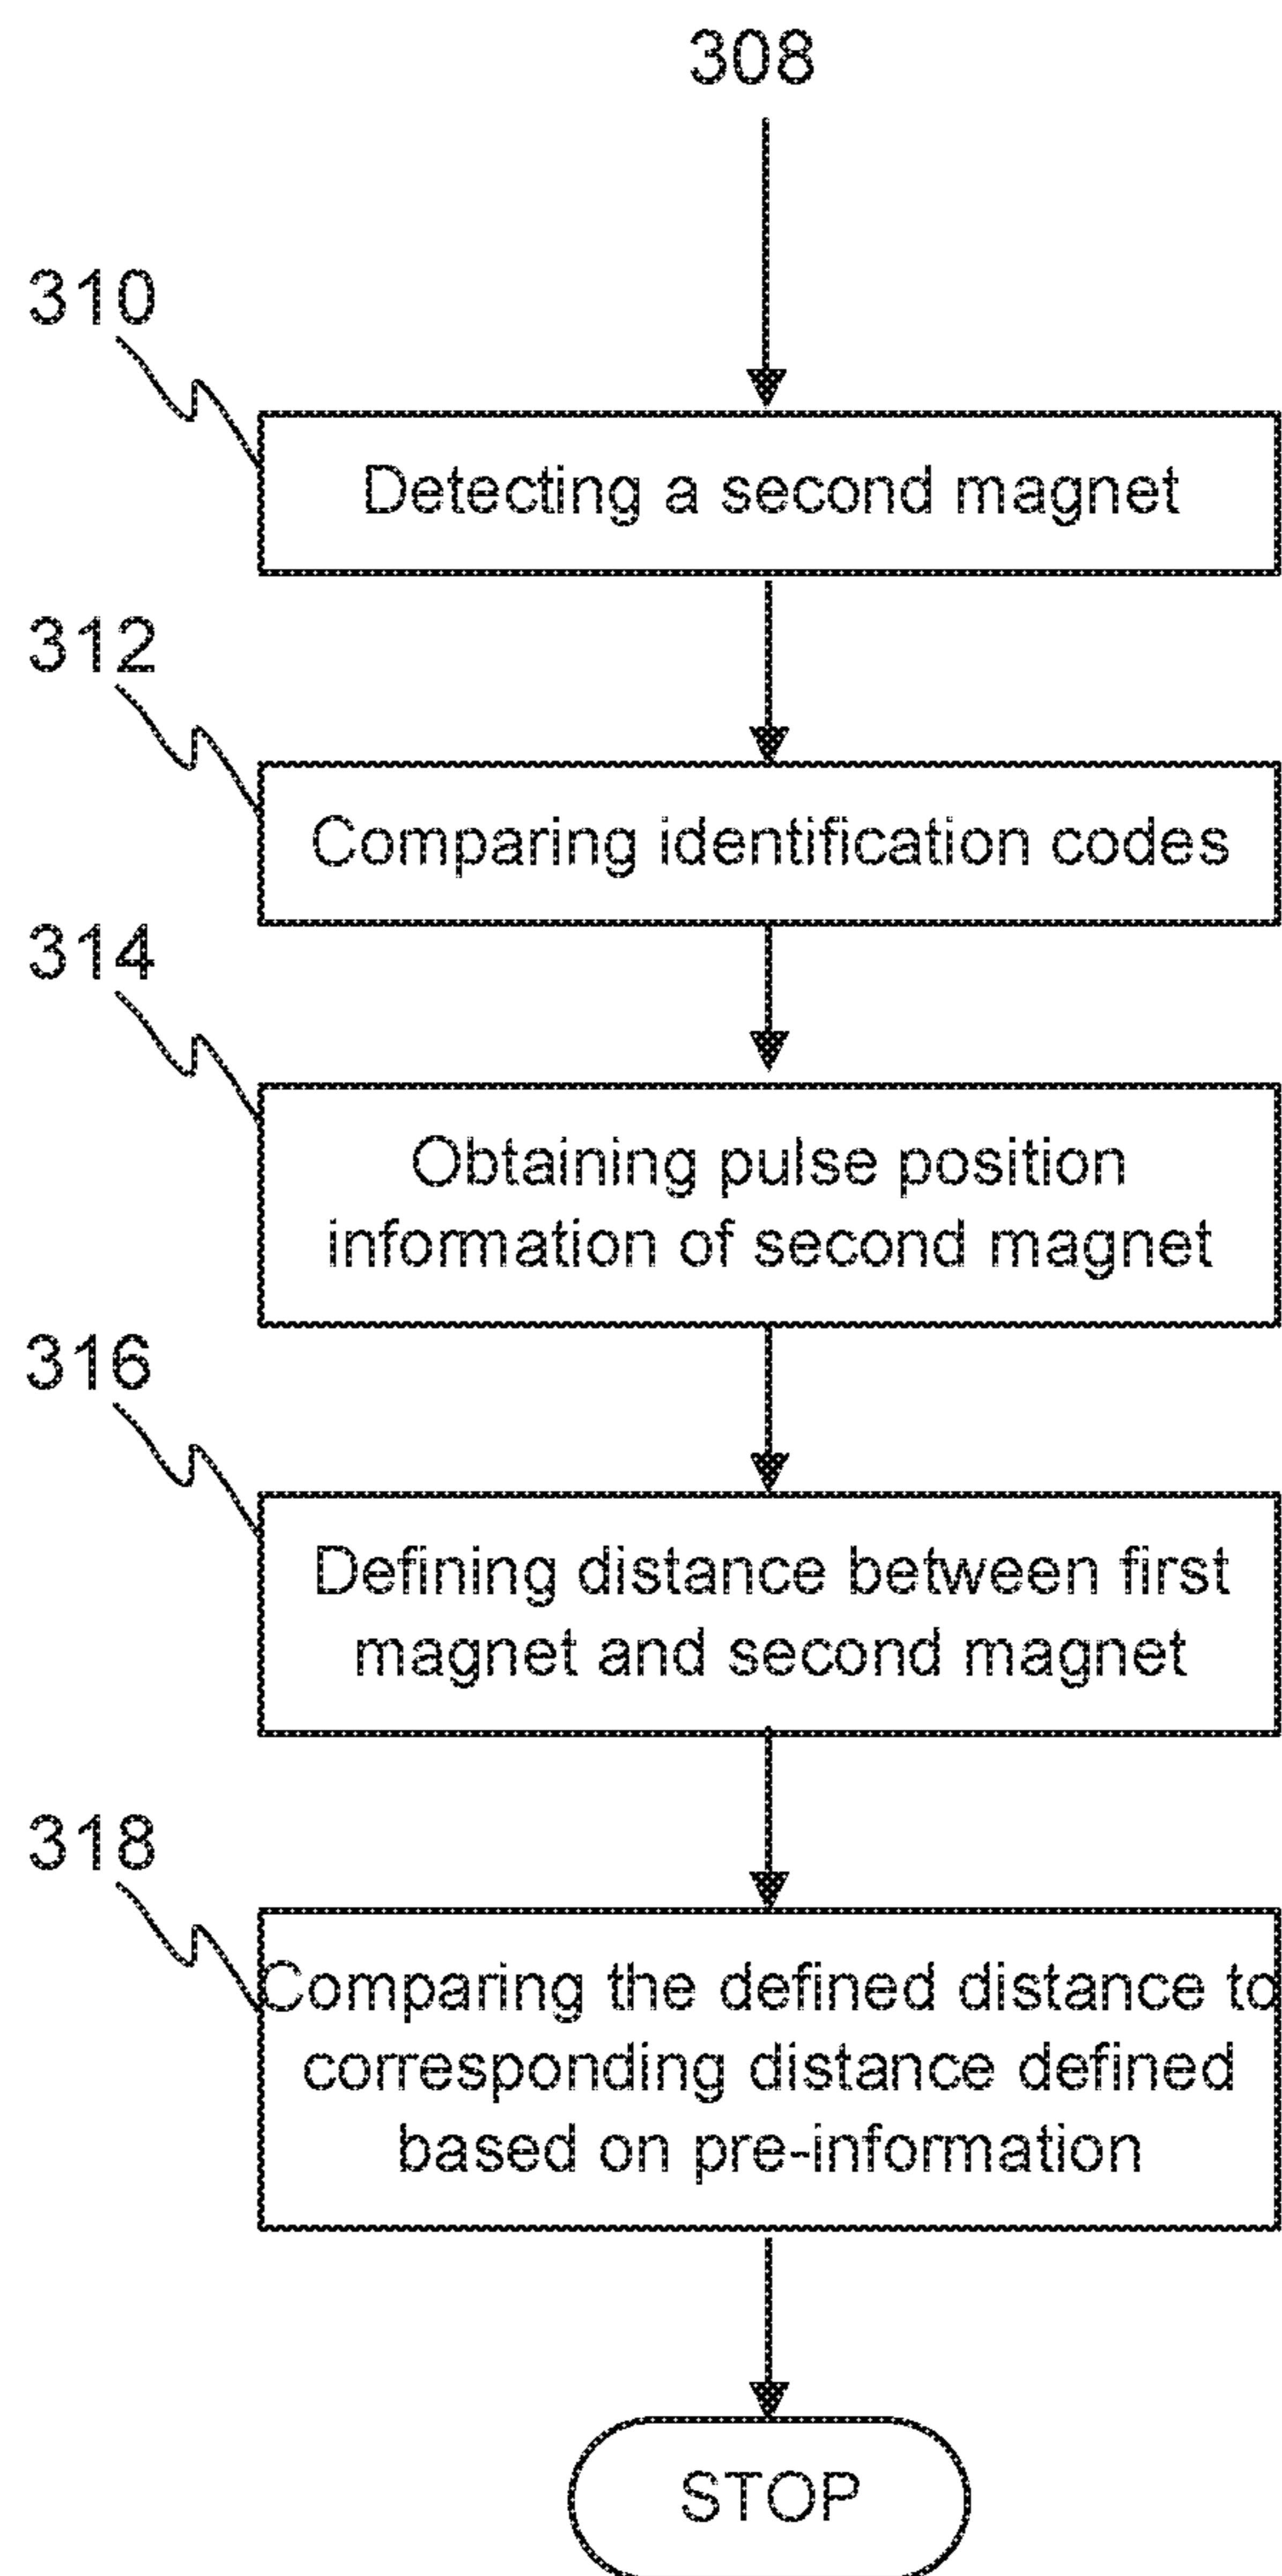 308
310
Detecting a second magnet
312
Comparing identification codes
314
Obtaining pulse position
information of second magnet
316
Defining distance between first
magnet and second magnet
318
Comparing the defined distance to
corresponding distance defined
based on pre-information
STOP